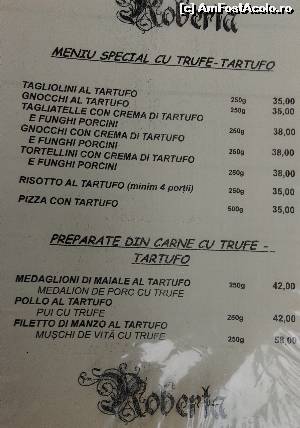 (c) AmFostAcolo.ro
Roberta
MENIU SPECIAL CU TRUFE-TARTUFO
TAGLIOLINI AL TARTUFO 250g 35,00
GNOCCHI AL TARTUFO 250g 35,00
TAGLIATELLE CON CREMA DI TARTUFO
E FUNGHI PORCINI 250g 38,00
GNOCCHI CON CREMA DI TARTUFO
E FUNGHI PORCINI 250g 38,00
TORTELLINI CON CREMA DI TARTUFO
E FUNGHI PORCINI 250g 38,00
RISOTTO AL TARTUFO (minim 4 porții) 250g 35,00
PIZZA CON TARTUFO 500g 35,00
PREPARATE DIN CARNE CU TRUFE -
TARTUFO
MEDAGLIONI DI MAIALE AL TARTUFO 250g 42,00
MEDALION DE PORC CU TRUFE
POLLO AL TARTUFO 250g 42,00
PUI CU TRUFE
FILETTO DI MANZO AL TARTUFO 250g 58,00
MUȘCHI DE VITĂ CU TRUFE
Roberta